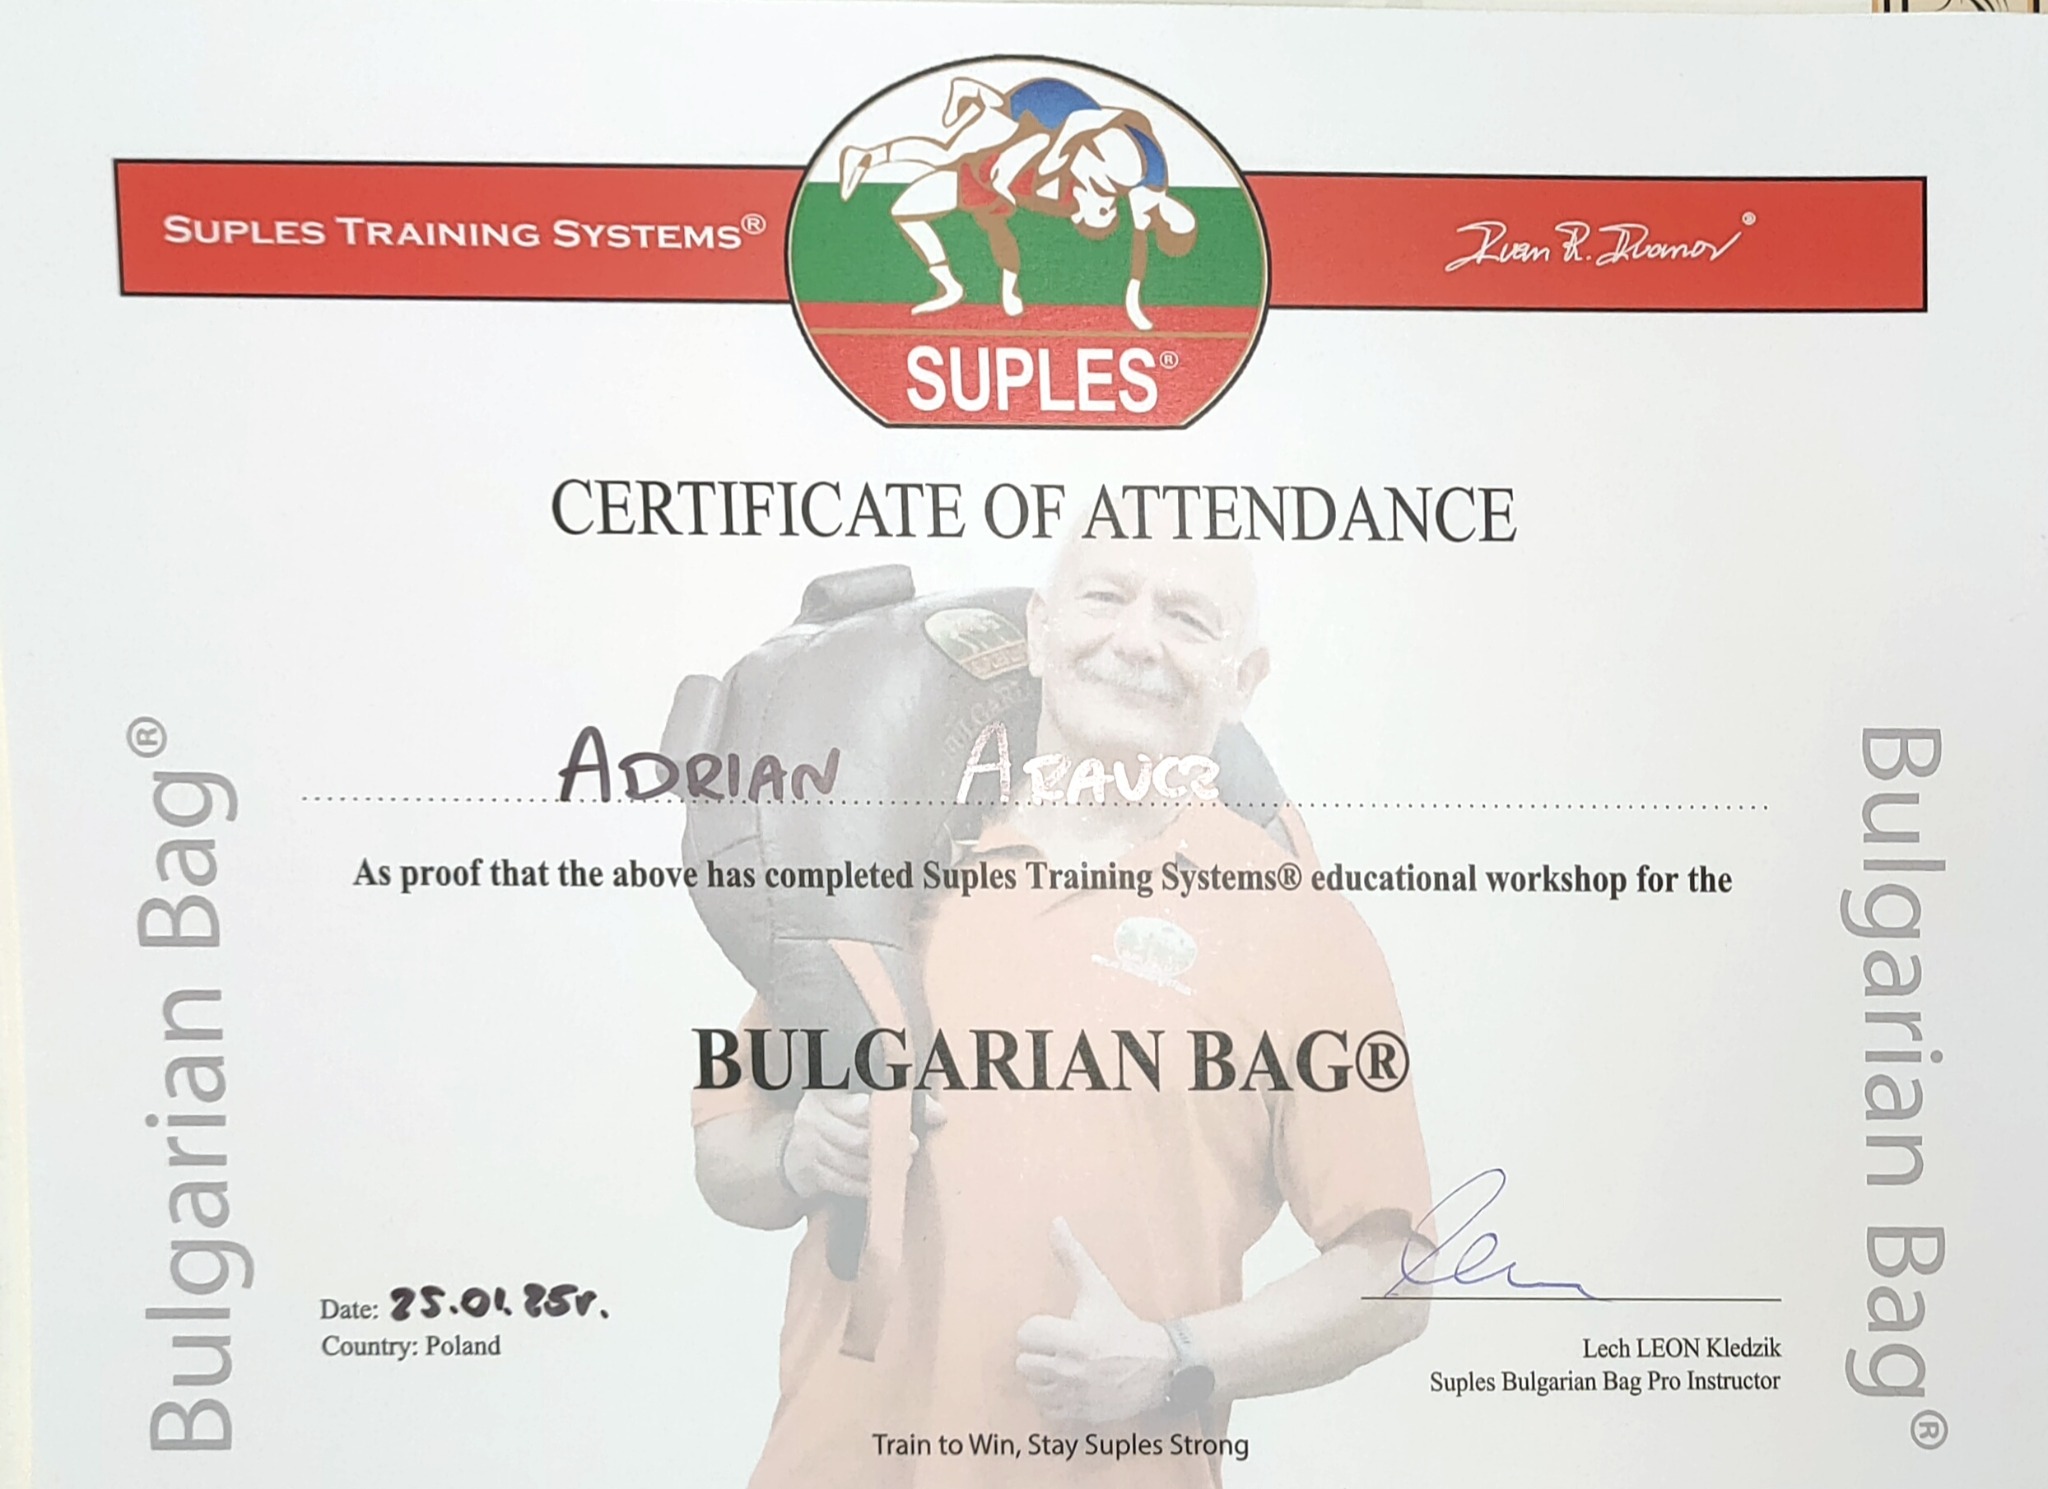 SUPLES TRAINING SYSTEMS®
Ivan R. Ivanov®
SUPLES®
CERTIFICATE OF ATTENDANCE
ADRIAN
As proof that the above has completed Suples Training Systems® educational workshop for the
BULGARIAN BAG®
Bulgarian Bag®
Bulgarian Bag®
Date: 25.01.25r.
Country: Poland
Lech LEON Kledzik
Suples Bulgarian Bag Pro Instructor
Train to Win, Stay Suples Strong